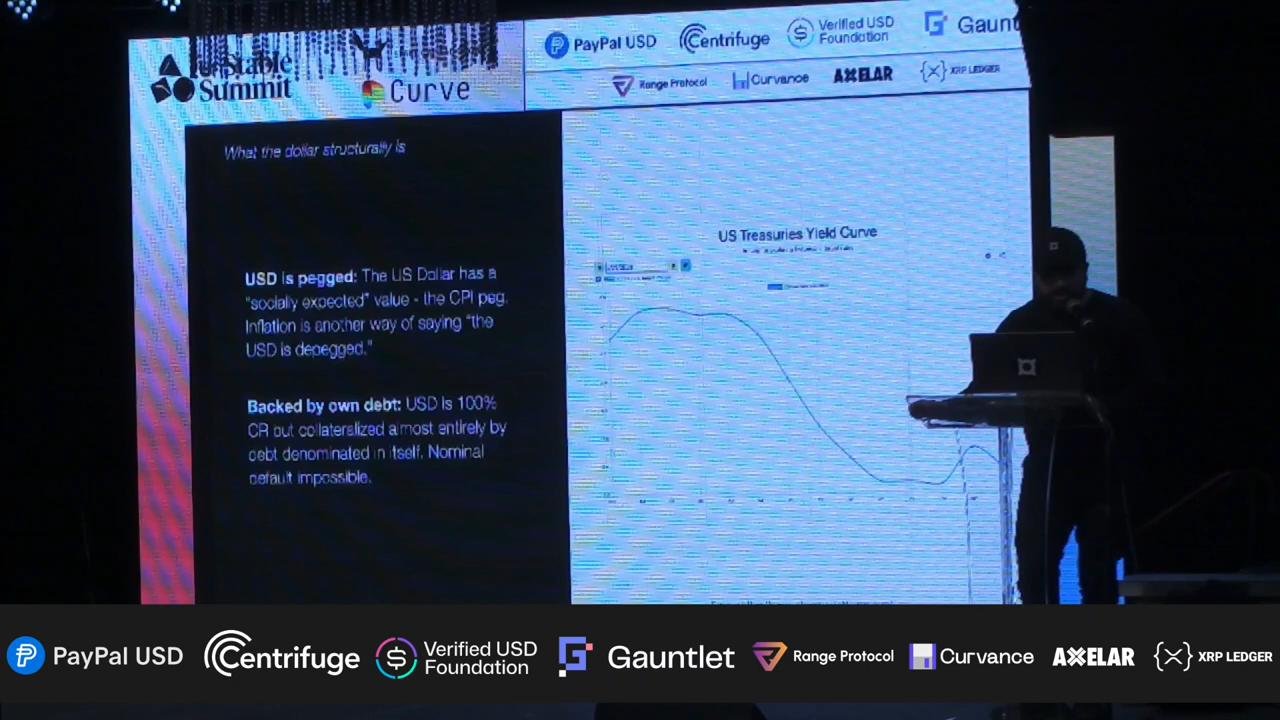 Stable
Summit
Curve
PayPal USD
Centrifuge
Verified USD
Foundation
Gaunt
Range Protocol
Curvance
AXELAR
XRP LEDGER
What the dollar structurally is
USD is pegged: The US Dollar has a
"socially expected" value - the CPI peg.
Inflation is another way of saying "the
USD is depegged."
Backed by own debt: USD is 100%
CR but collateralized almost entirely by
debt denominated in itself. Nominal
default impossible.
US Treasuries Yield Curve
PayPal USD
Centrifuge
Verified USD
Foundation
Gauntlet
Range Protocol
Curvance
AXELAR
XRP LEDGER